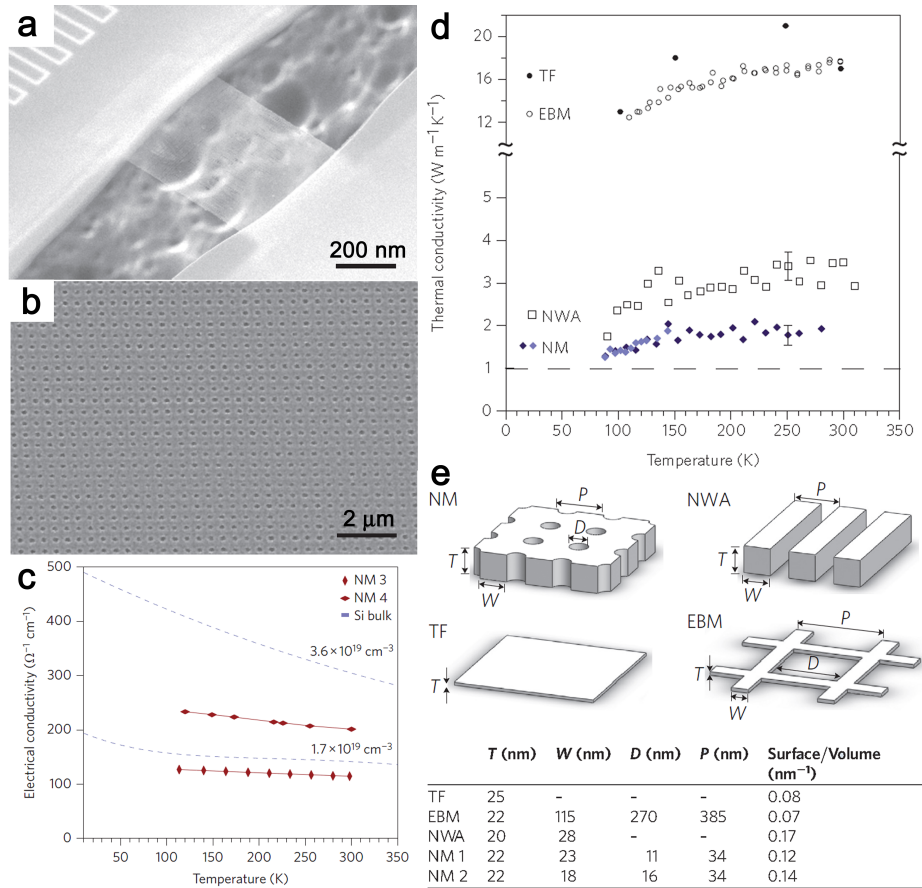 a
200 nm
b
2 μm
c
500
400
300
200
100
0
50
100
150
200
250
300
350
Electrical conductivity (Ω⁻¹ cm⁻¹)
Temperature (K)
NM 3
NM 4
Si bulk
3.6 × 10¹⁹ cm⁻³
1.7 × 10¹⁹ cm⁻³
d
20
16
12
5
4
3
2
1
0
0
50
100
150
200
250
300
350
Thermal conductivity (W m⁻¹ K⁻¹)
Temperature (K)
TF
EBM
NWA
NM
e
NM
P
D
T
W
NWA
P
T
W
TF
T
EBM
P
D
T
W
T (nm) W (nm) D (nm) P (nm) Surface/Volume
(nm⁻¹)
TF 25 – – – 0.08
EBM 22 115 270 385 0.07
NWA 20 28 – – 0.17
NM 1 22 23 11 34 0.12
NM 2 22 18 16 34 0.14